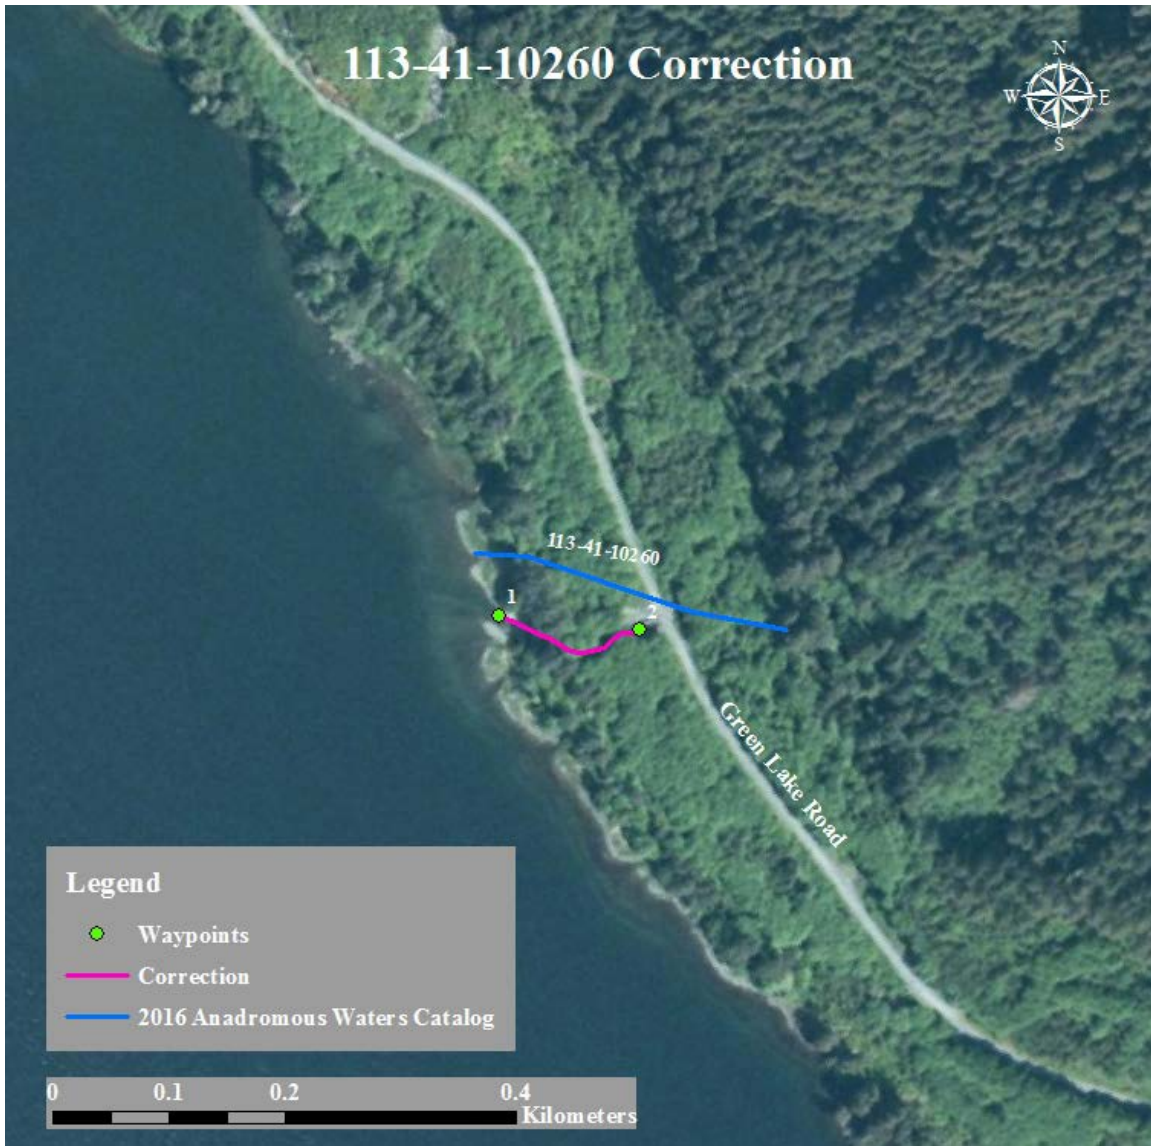 113-41-10260 Correction
N
W E
S
113-41-10260
1
2
Green Lake Road
Legend
Waypoints
Correction
2016 Anadromous Waters Catalog
0 0.1 0.2 0.4
Kilometers